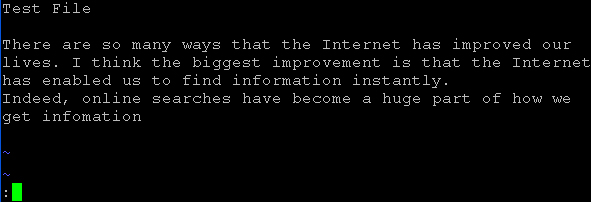 Test File
There are so many ways that the Internet has improved our
lives. I think the biggest improvement is that the Internet
has enabled us to find information instantly.
Indeed, online searches have become a huge part of how we
get infomation
~
~
: